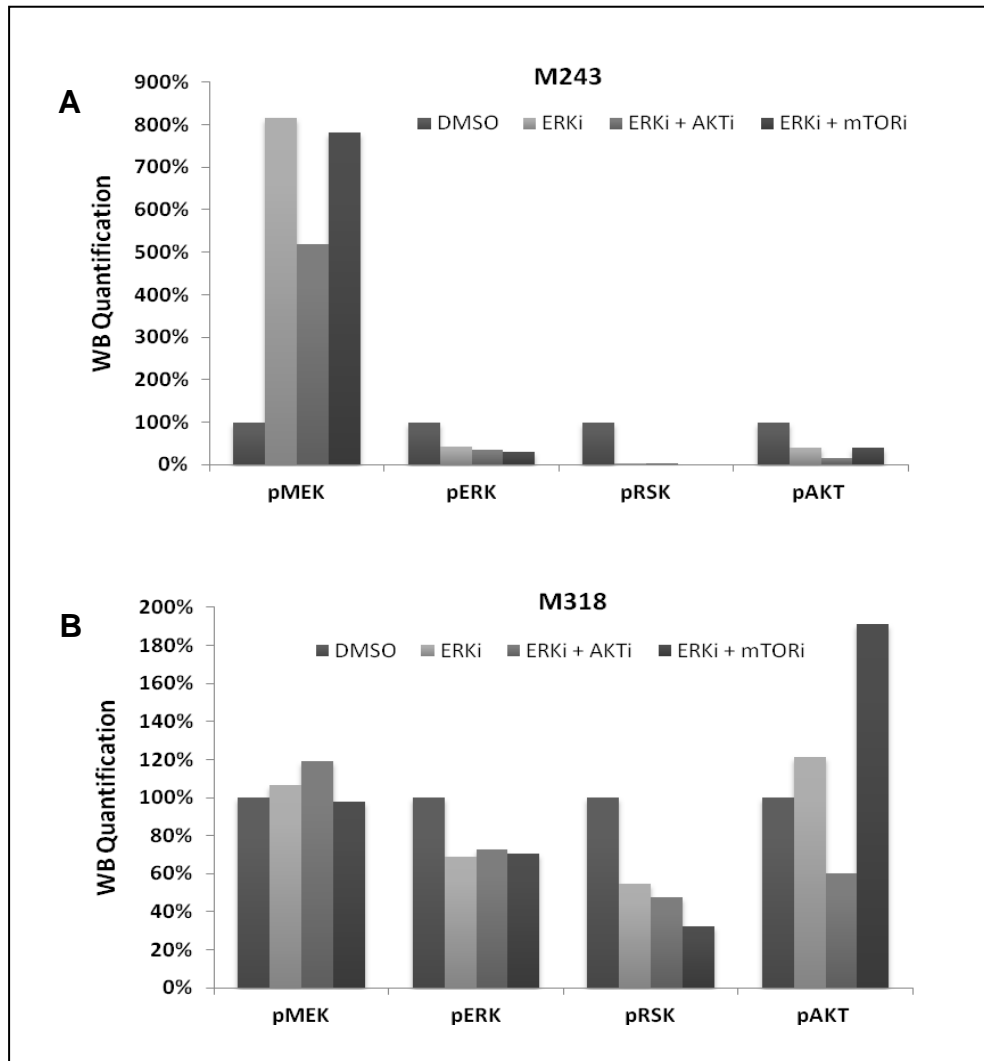 A
M243
DMSO ERKi ERKi + AKTi ERKi + mTORi
WB Quantification
900%
800%
700%
600%
500%
400%
300%
200%
100%
0%
pMEK pERK pRSK pAKT
B
M318
DMSO ERKi ERKi + AKTi ERKi + mTORi
WB Quantification
200%
180%
160%
140%
120%
100%
80%
60%
40%
20%
0%
pMEK pERK pRSK pAKT